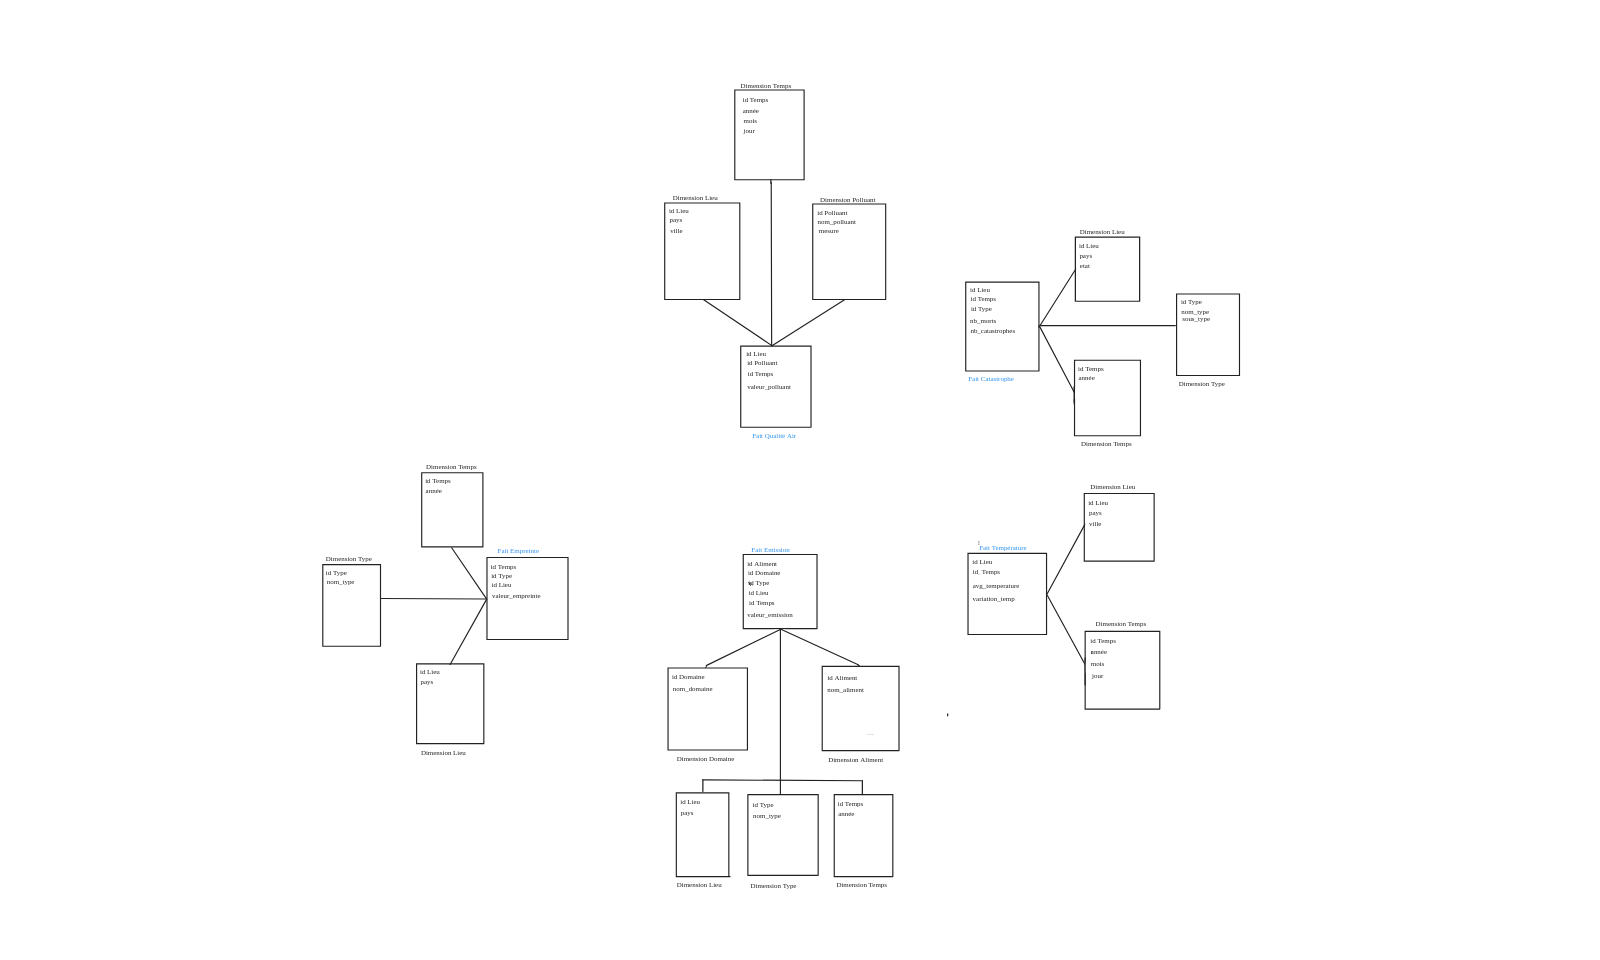 Dimension Temps
id Temps
année
mois
jour
Dimension Lieu
id Lieu
pays
ville
Dimension Polluant
id Polluant
nom_polluant
mesure
id Lieu
id Polluant
id Temps
valeur_polluant
Fait Qualité Air
Dimension Lieu
id Lieu
pays
etat
id Lieu
id Temps
id Type
nb_morts
nb_catastrophes
Fait Catastrophe
id Type
nom_type
sous_type
Dimension Type
id Temps
année
Dimension Temps
Dimension Temps
id Temps
année
Dimension Type
id Type
nom_type
Fait Empreinte
id Temps
id Type
id Lieu
valeur_empreinte
id Lieu
pays
Dimension Lieu
Fait Emission
id Aliment
id Domaine
id Type
id Lieu
id Temps
valeur_emission
id Domaine
nom_domaine
Dimension Domaine
id Aliment
nom_aliment
Dimension Aliment
id Lieu
pays
Dimension Lieu
id Type
nom_type
Dimension Type
id Temps
année
Dimension Temps
Dimension Lieu
id Lieu
pays
ville
Fait Température
id Lieu
id_ Temps
avg_temperature
variation_temp
Dimension Temps
id Temps
année
mois
jour